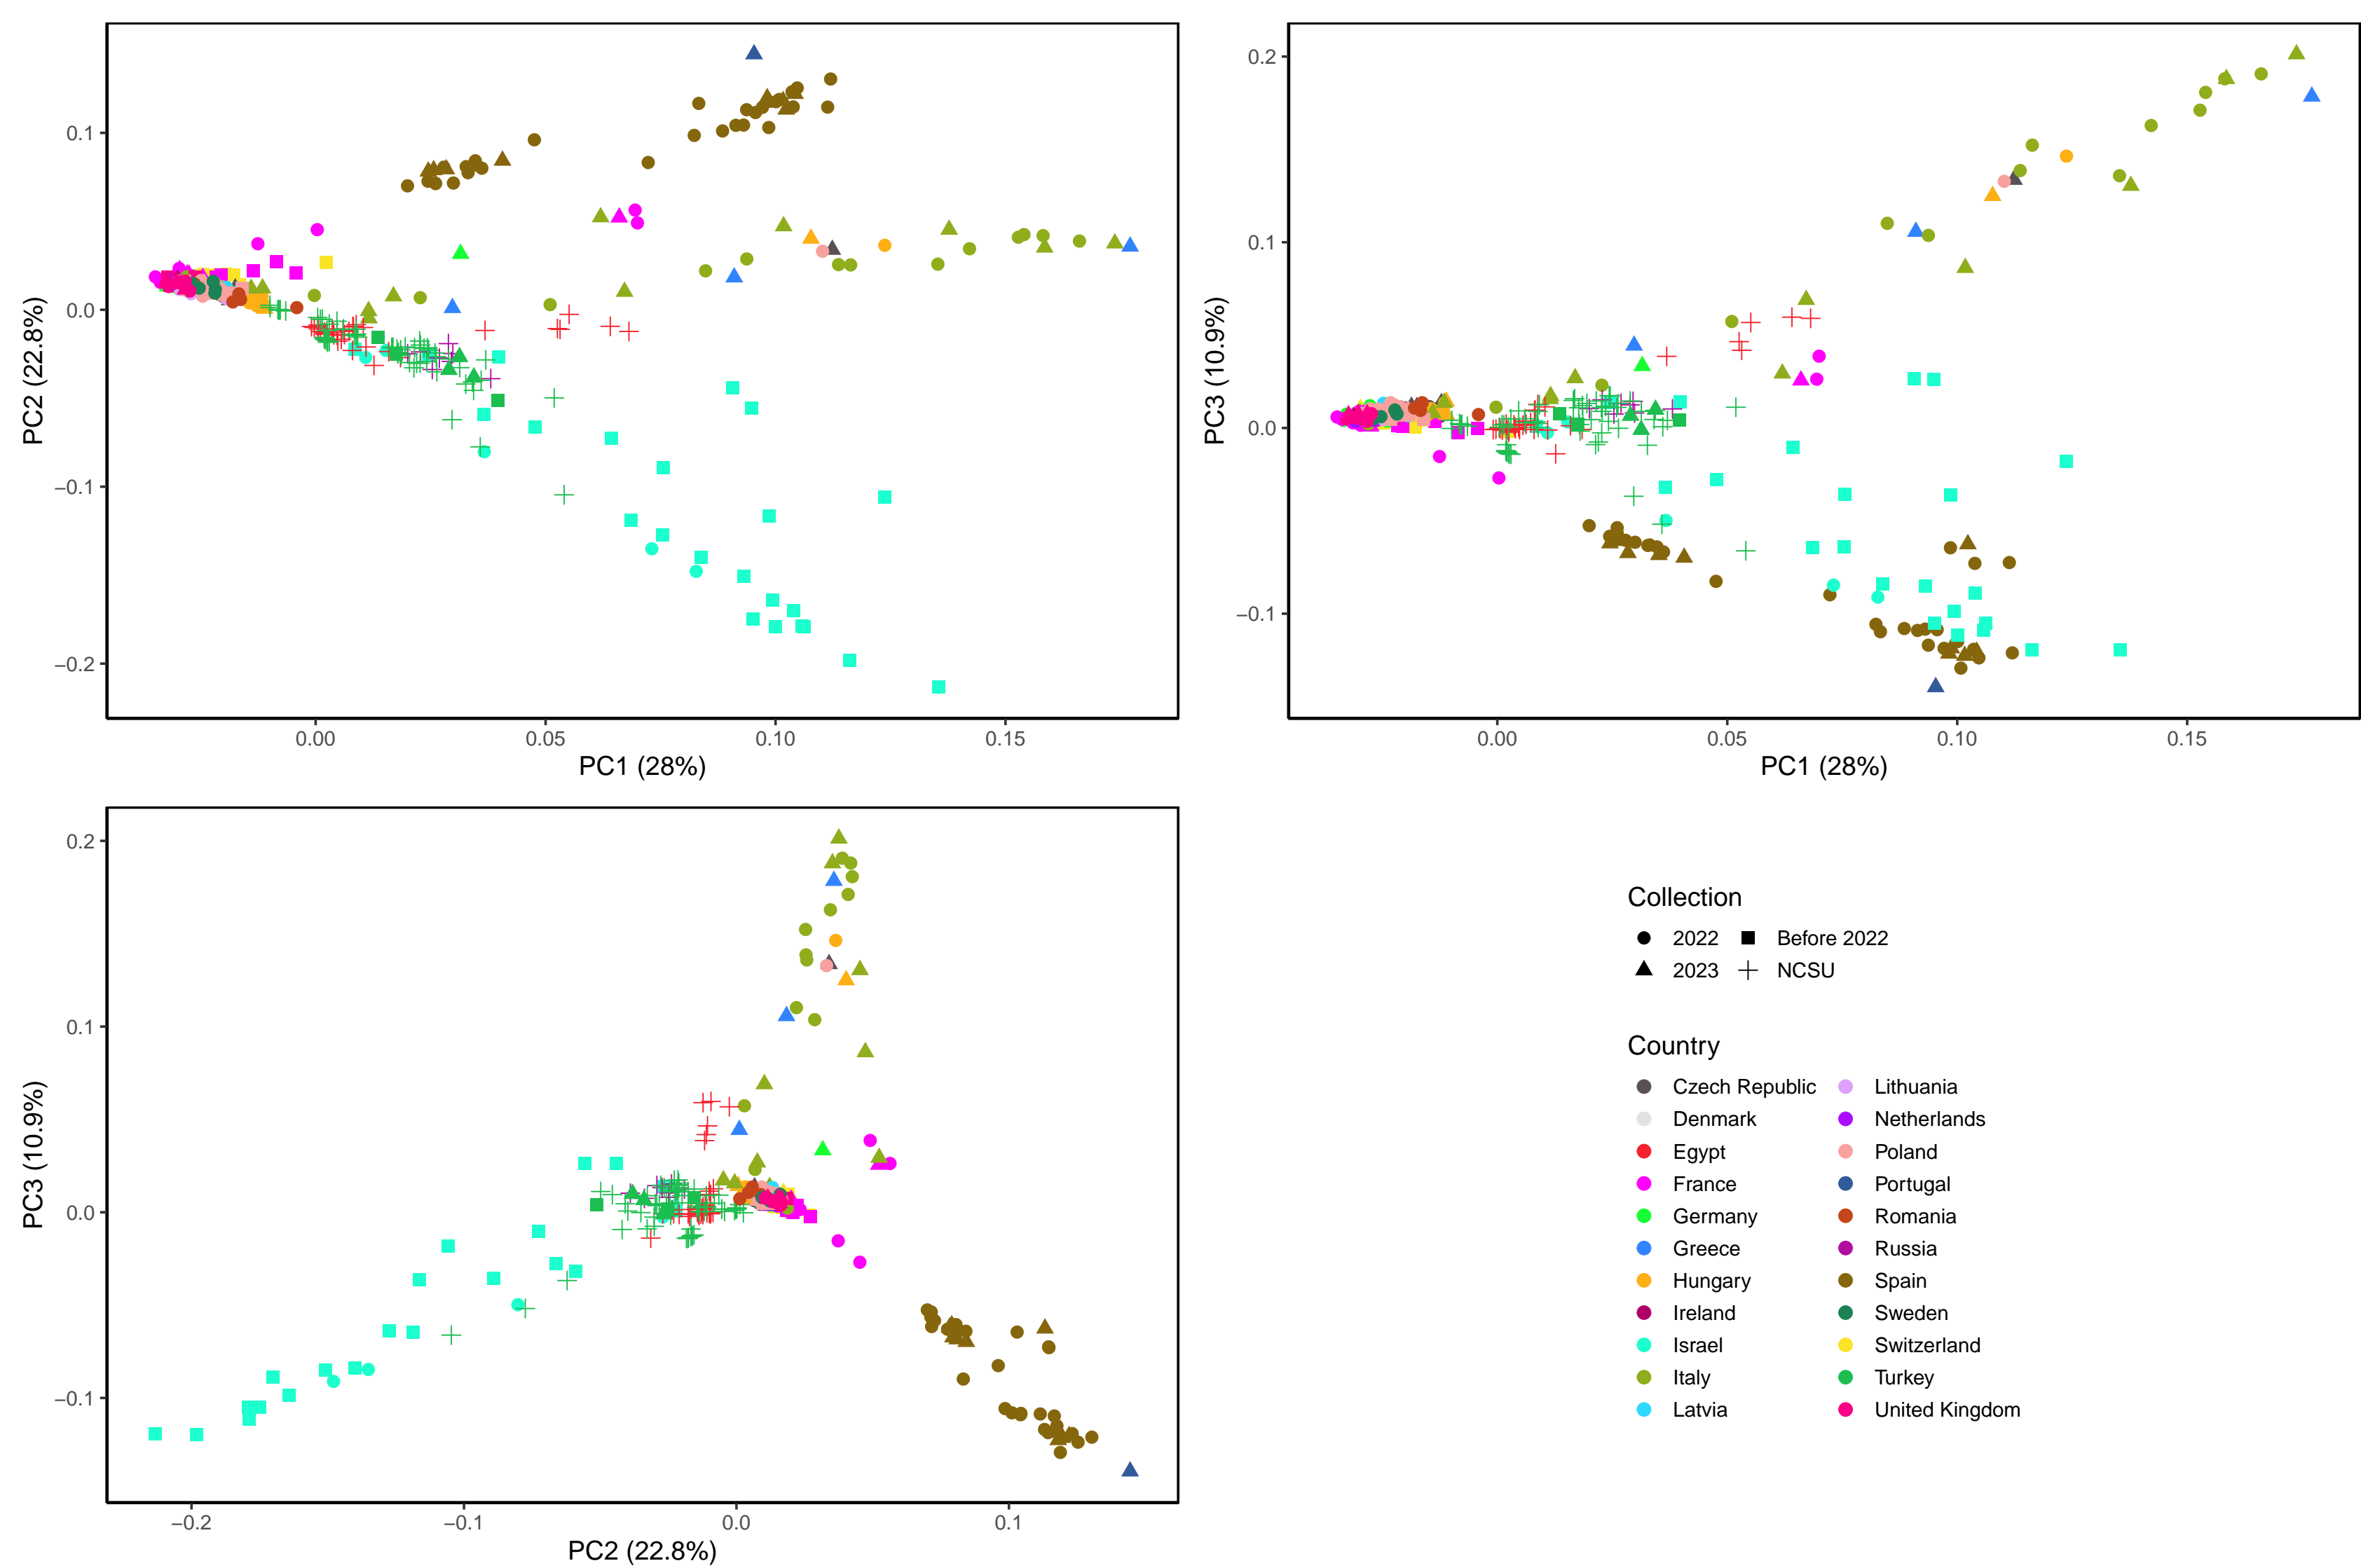 0.1
0.0
−0.1
−0.2
PC2 (22.8%)
0.00
0.05
0.10
0.15
PC1 (28%)
0.2
0.1
0.0
−0.1
PC3 (10.9%)
0.00
0.05
0.10
0.15
PC1 (28%)
0.2
0.1
0.0
−0.1
PC3 (10.9%)
−0.2
−0.1
0.0
0.1
PC2 (22.8%)
Collection
2022 Before 2022
2023 NCSU
Country
Czech Republic Lithuania
Denmark Netherlands
Egypt Poland
France Portugal
Germany Romania
Greece Russia
Hungary Spain
Ireland Sweden
Israel Switzerland
Italy Turkey
Latvia United Kingdom